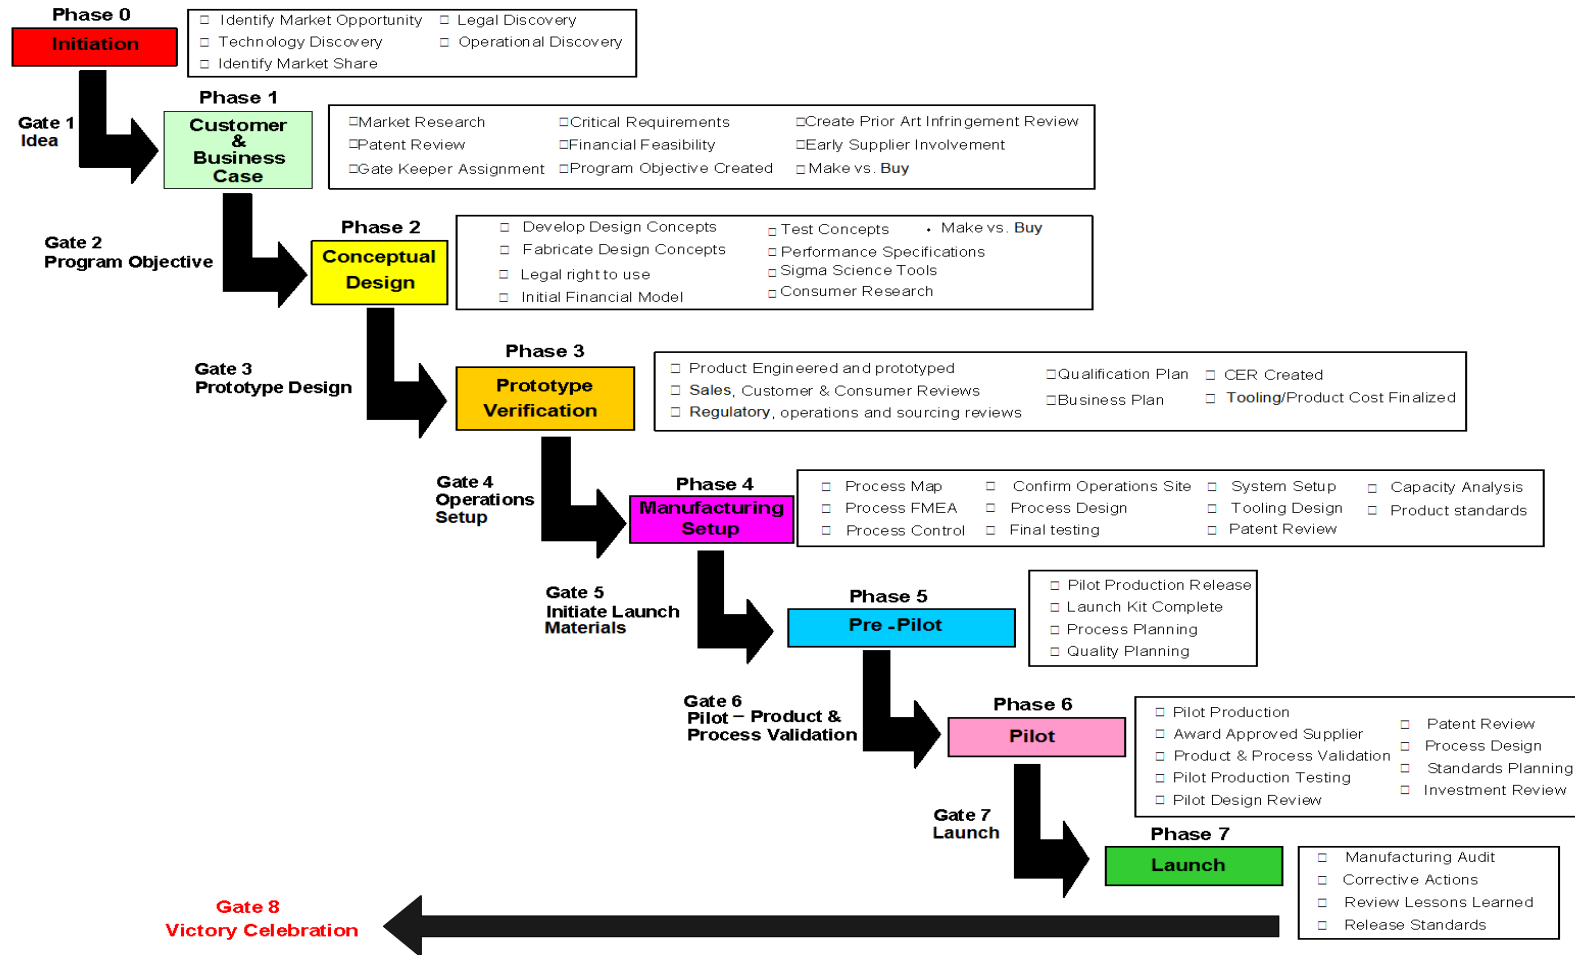 Phase 0
Initiation
□ Identify Market Opportunity □ Legal Discovery
□ Technology Discovery □ Operational Discovery
□ Identify Market Share
Gate 1
Idea
Phase 1
Customer
&
Business
Case
□Market Research □Critical Requirements □Create Prior Art Infringement Review
□Patent Review □Financial Feasibility □Early Supplier Involvement
□Gate Keeper Assignment □Program Objective Created □ Make vs. Buy
Gate 2
Program Objective
Phase 2
Conceptual
Design
□ Develop Design Concepts □ Test Concepts • Make vs. Buy
□ Fabricate Design Concepts □ Performance Specifications
□ Legal right to use □ Sigma Science Tools
□ Initial Financial Model □ Consumer Research
Gate 3
Prototype Design
Phase 3
Prototype
Verification
□ Product Engineered and prototyped □Qualification Plan □ CER Created
□ Sales, Customer & Consumer Reviews □Business Plan □ Tooling/Product Cost Finalized
□ Regulatory, operations and sourcing reviews
Gate 4
Operations
Setup
Phase 4
Manufacturing
Setup
□ Process Map □ Confirm Operations Site □ System Setup □ Capacity Analysis
□ Process FMEA □ Process Design □ Tooling Design □ Product standards
□ Process Control □ Final testing □ Patent Review
Gate 5
Initiate Launch
Materials
Phase 5
Pre -Pilot
□ Pilot Production Release
□ Launch Kit Complete
□ Process Planning
□ Quality Planning
Gate 6
Pilot – Product &
Process Validation
Phase 6
Pilot
□ Pilot Production □ Patent Review
□ Award Approved Supplier □ Process Design
□ Product & Process Validation □ Standards Planning
□ Pilot Production Testing □ Investment Review
□ Pilot Design Review
Gate 7
Launch
Phase 7
Launch
□ Manufacturing Audit
□ Corrective Actions
□ Review Lessons Learned
□ Release Standards
Gate 8
Victory Celebration